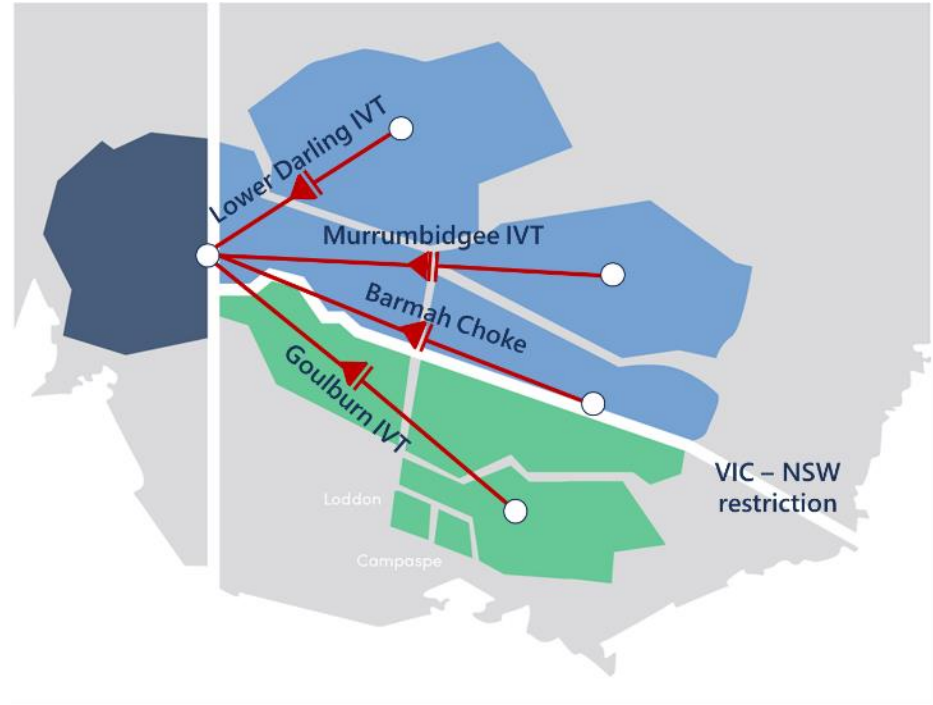 Lower Darling IVT
Murrumbidgee IVT
Barmah Choke
Goulburn IVT
VIC – NSW
restriction
Loddon
Campaspe